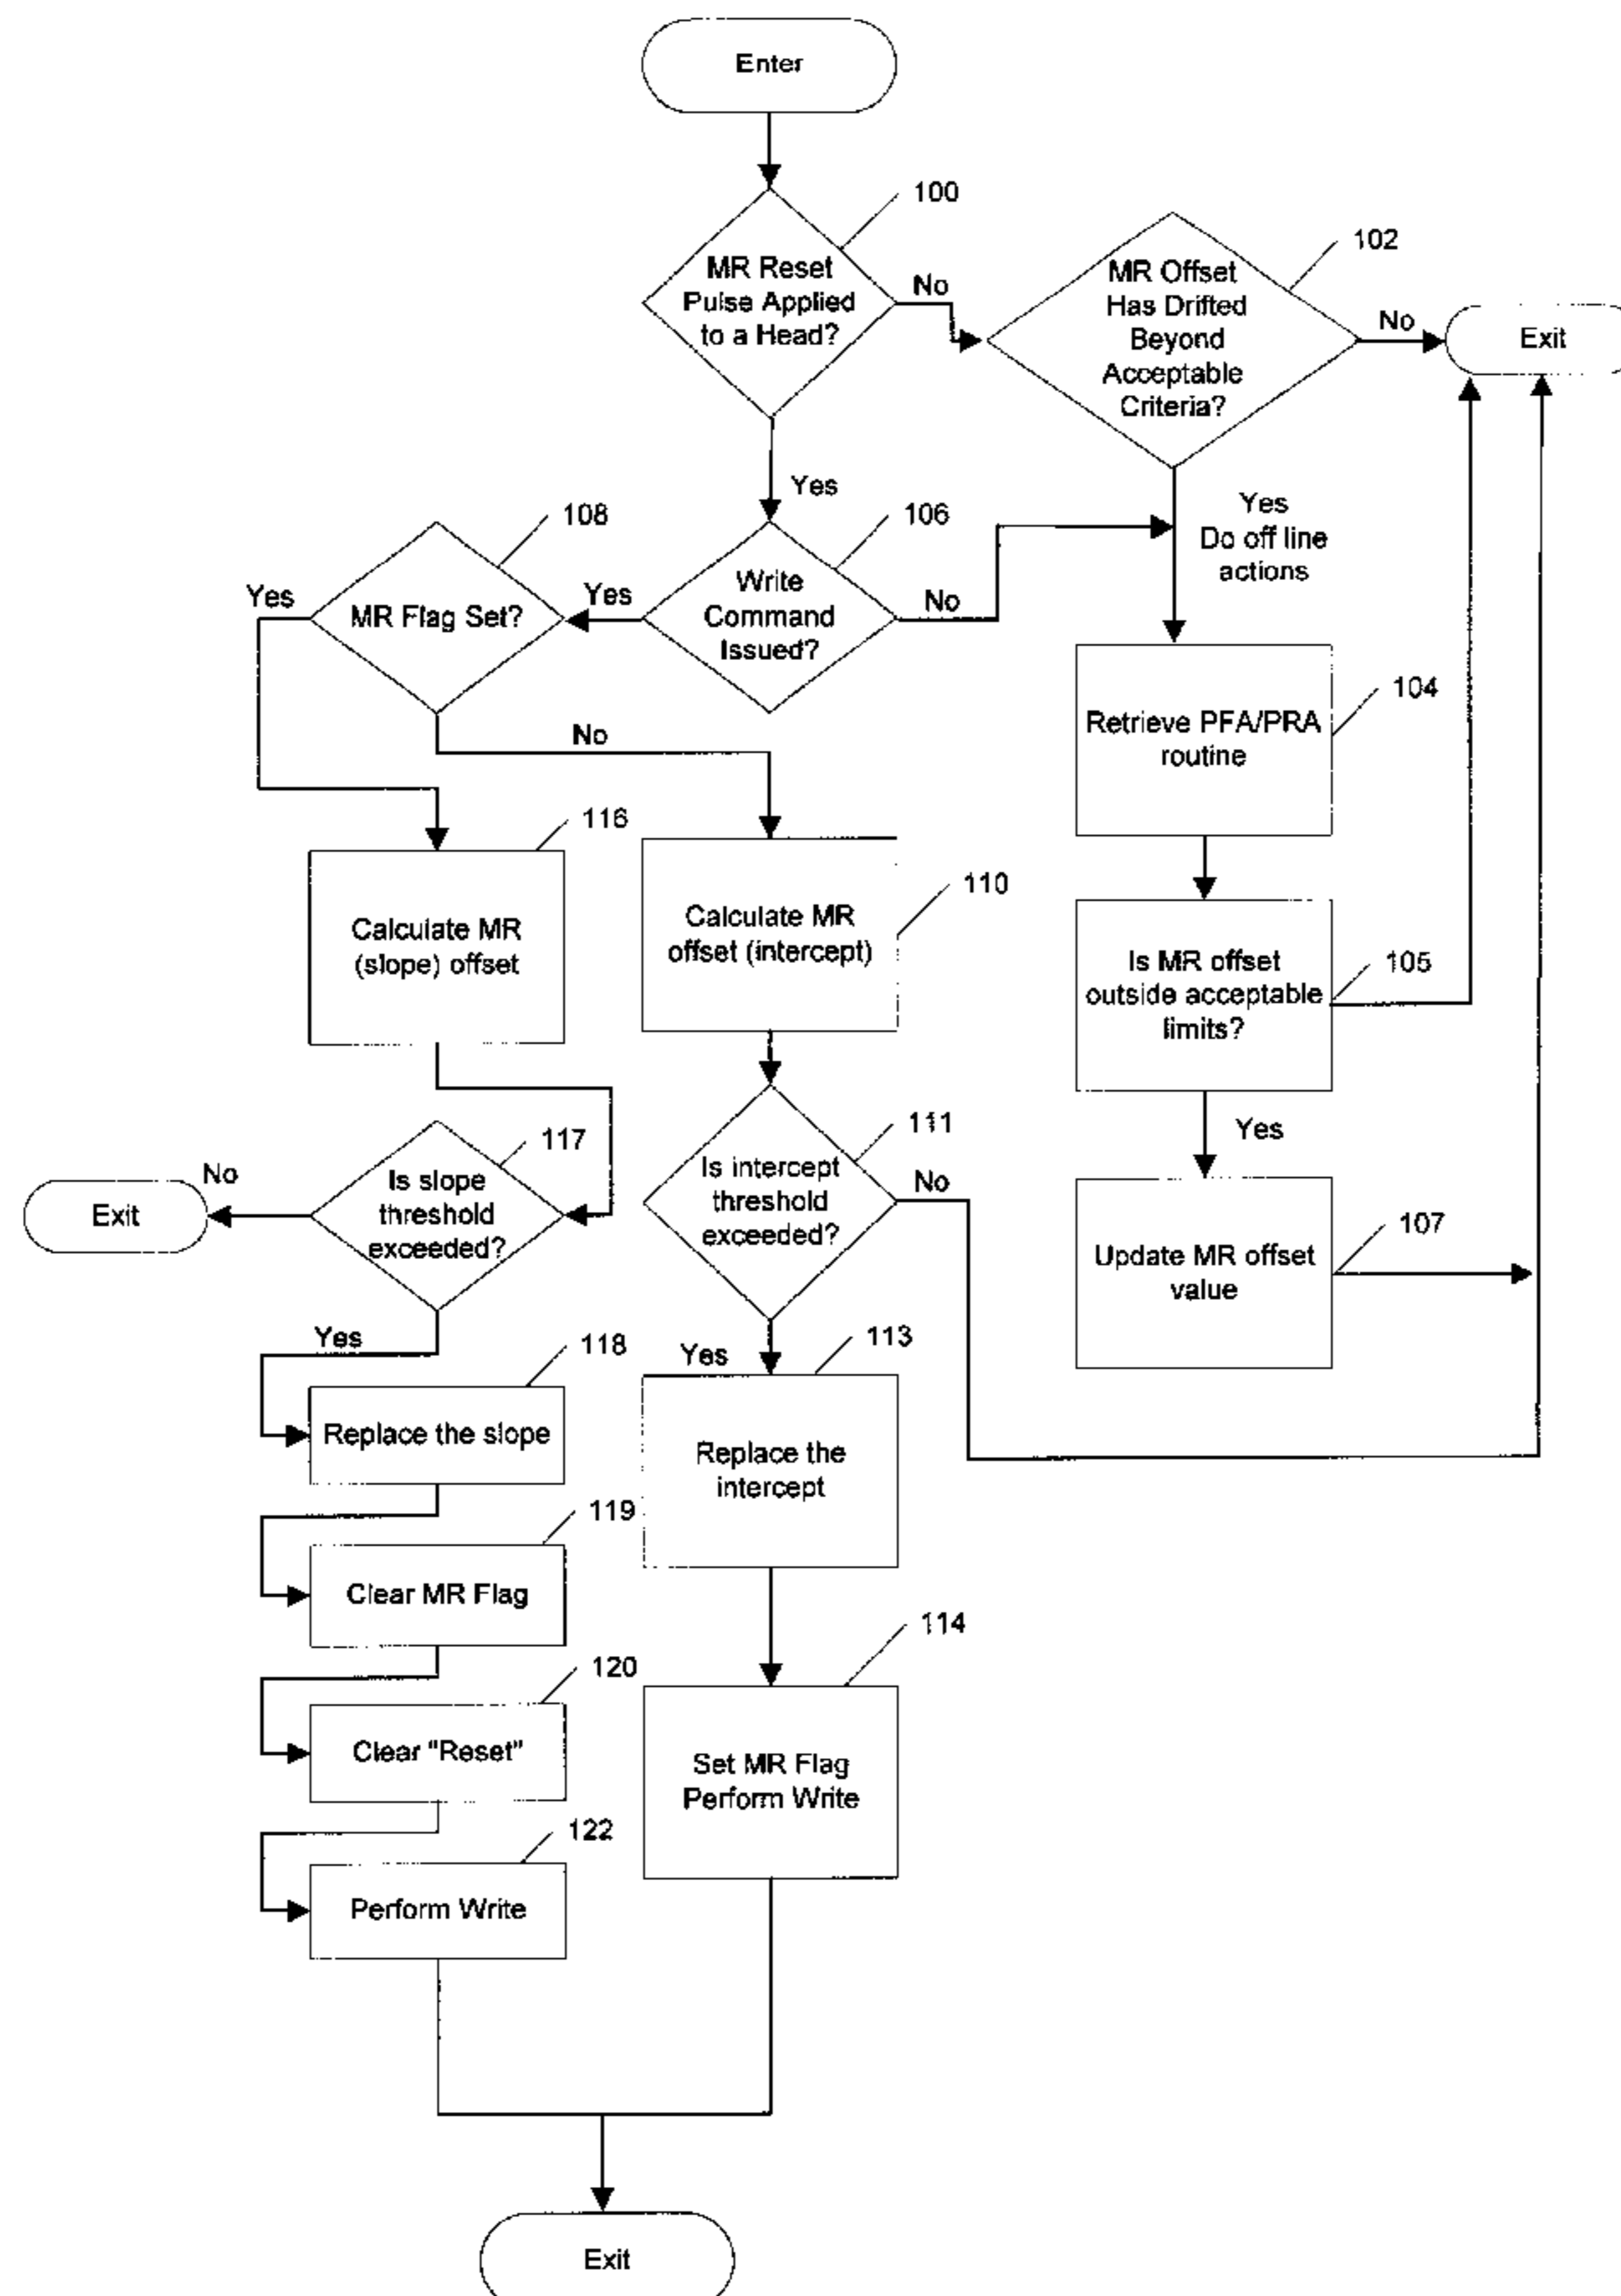 Enter
100
MR Reset
Pulse Applied
to a Head?
No
102
MR Offset
Has Drifted
Beyond
Acceptable
Criteria?
No
Exit
Yes
Yes
Do off line
actions
108
MR Flag Set?
Yes
106
Write
Command
Issued?
Yes
No
No
104
Retrieve PFA/PRA
routine
116
Calculate MR
(slope) offset
110
Calculate MR
offset (intercept)
105
Is MR offset
outside acceptable
limits?
Yes
117
Is slope
threshold
exceeded?
No
Exit
111
Is intercept
threshold
exceeded?
No
107
Update MR offset
value
Yes
118
Replace the slope
Yes
113
Replace the
intercept
119
Clear MR Flag
120
Clear "Reset"
114
Set MR Flag
Perform Write
122
Perform Write
Exit